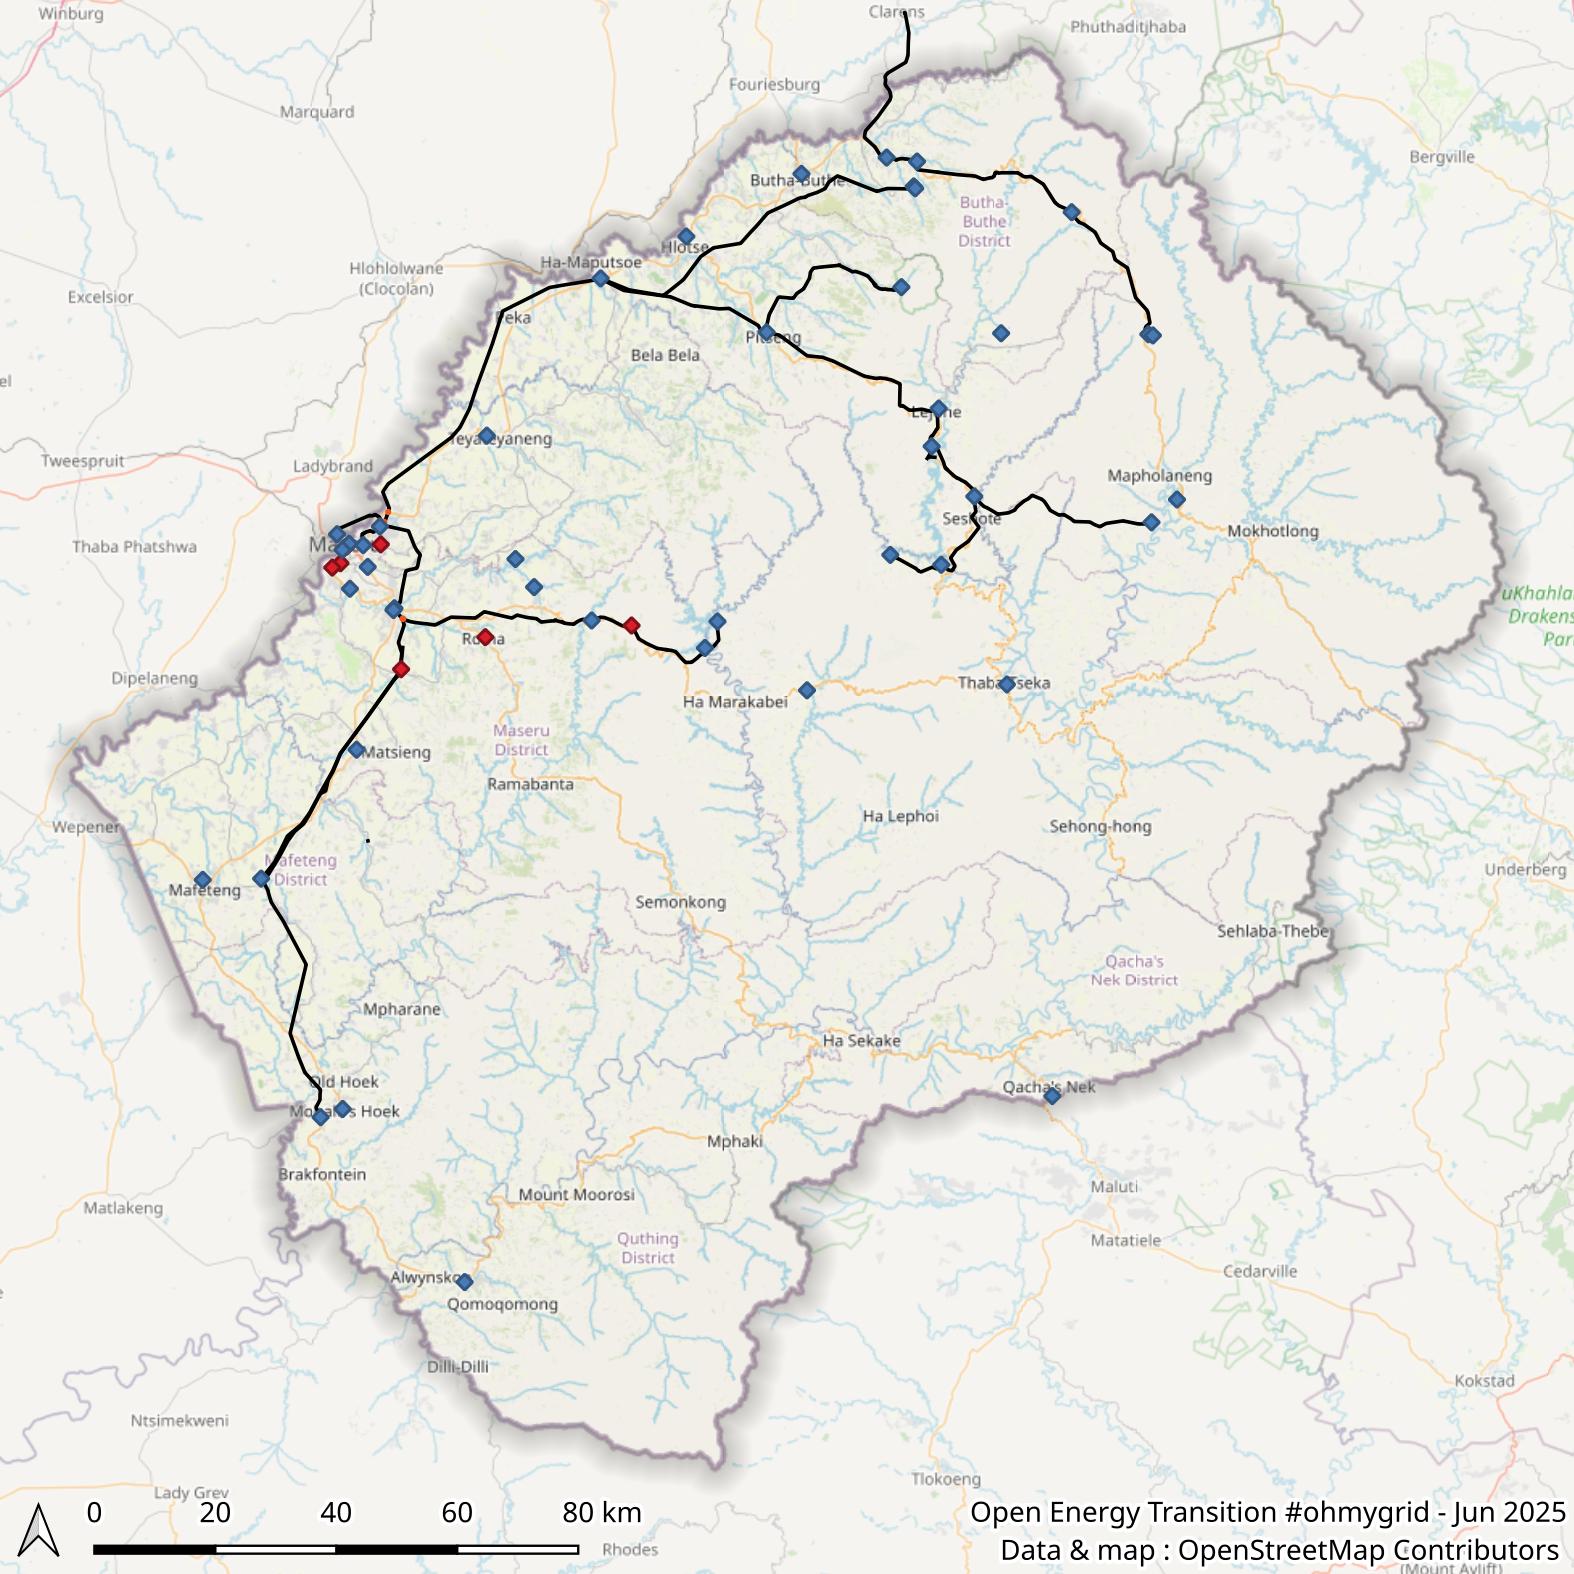 Winburg
Clarens
Phuthaditjhaba
Fouriesburg
Marquard
Bergville
Butha-Buthe
Butha-
Buthe
District
Hlotse
Ha-Maputsoe
Hlohlolwane
(Clocolan)
Excelsior
Peka
Pitseng
Bela Bela
Lejone
Teyateyaneng
Tweespruit
Ladybrand
Mapholaneng
Seshote
Mokhotlong
Thaba Phatshwa
uKhahla
Drakens
Par
Roma
Dipelaneng
Thaba-Tseka
Ha Marakabei
Maseru
District
Matsieng
Ramabanta
Ha Lephoi
Sehong-hong
Wepener
Mafeteng
District
Mafeteng
Underberg
Semonkong
Sehlaba-Thebe
Qacha's
Nek District
Mpharane
Ha Sekake
Old Hoek
Qacha's Nek
Mohale's Hoek
Mphaki
Brakfontein
Maluti
Mount Moorosi
Matlakeng
Quthing
District
Matatiele
Cedarville
Qomoqomong
Dilli-Dilli
Kokstad
Ntsimekweni
Tlokoeng
Lady Grey
0 20 40 60 80 km
Rhodes
Open Energy Transition #ohmygrid - Jun 2025
Data & map : OpenStreetMap Contributors